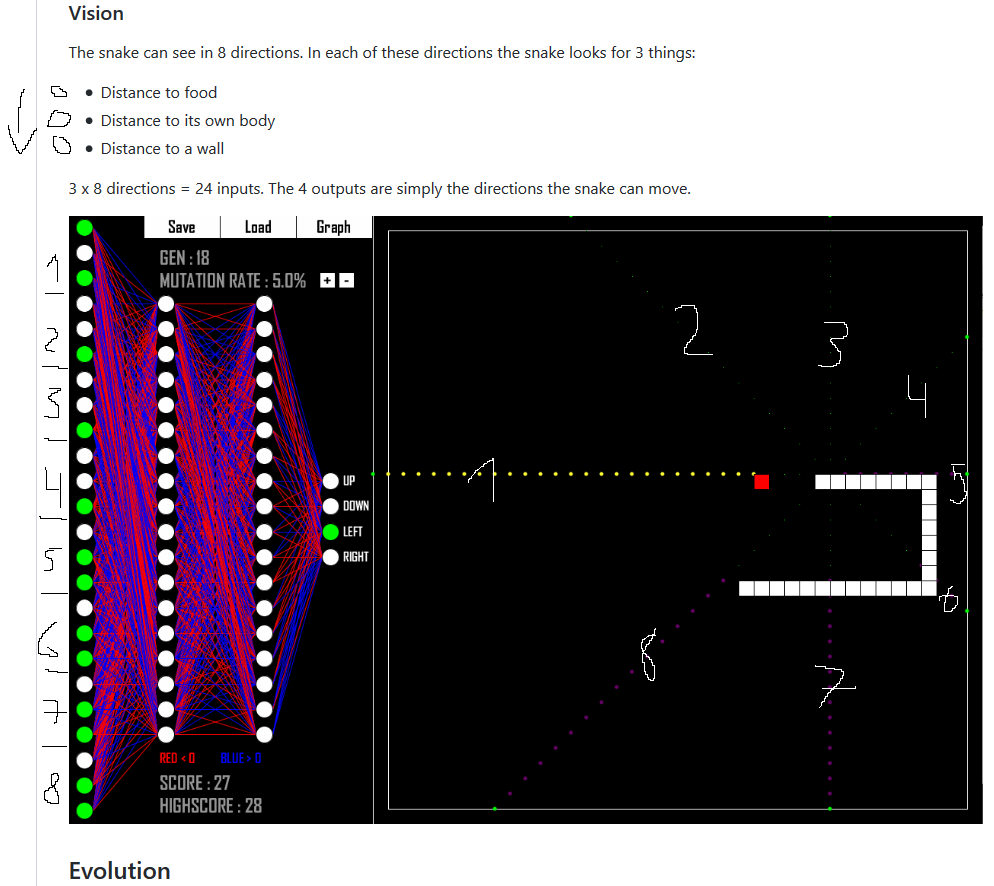 Vision
The snake can see in 8 directions. In each of these directions the snake looks for 3 things:
• Distance to food
• Distance to its own body
• Distance to a wall
3 x 8 directions = 24 inputs. The 4 outputs are simply the directions the snake can move.
Save Load Graph
GEN : 18
MUTATION RATE : 5.0% + -
1
2
3
4
5
6
7
8
UP
DOWN
LEFT
RIGHT
RED < 0 BLUE > 0
SCORE : 27
HIGHSCORE : 28
2
3
4
1
5
6
8
7
Evolution